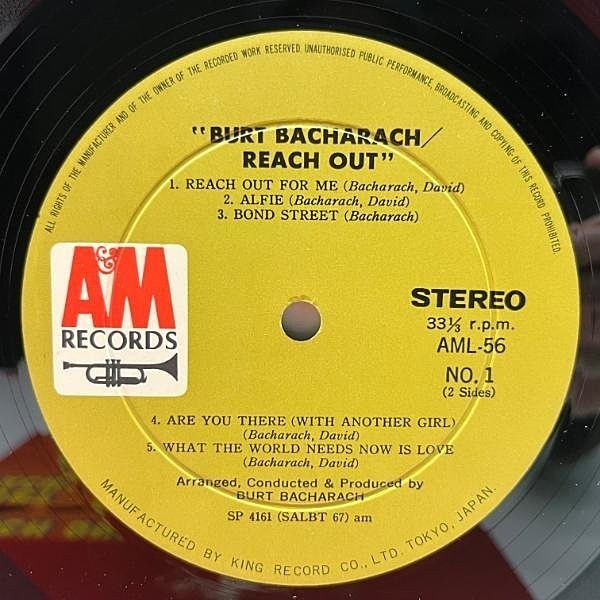 ALL RIGHTS OF THE MANUFACTURER AND OF THE OWNER OF THE RECORDED WORK RESERVED. UNAUTHORISED PUBLIC PERFORMANCE, BROADCASTING AND COPYING OF THIS RECORD PROHIBITED.
"BURT BACHARACH/
REACH OUT"
1. REACH OUT FOR ME (Bacharach, David)
2. ALFIE (Bacharach, David)
3. BOND STREET (Bacharach)
A&M
RECORDS
STEREO
33⅓ r.p.m.
AML-56
NO. 1
(2 Sides)
4. ARE YOU THERE (WITH ANOTHER GIRL)
(Bacharach, David)
5. WHAT THE WORLD NEEDS NOW IS LOVE
(Bacharach, David)
Arranged, Conducted & Produced by
BURT BACHARACH
SP 4161 (SALBT 67) am
MANUFACTURED BY KING RECORD CO., LTD. TOKYO, JAPAN.